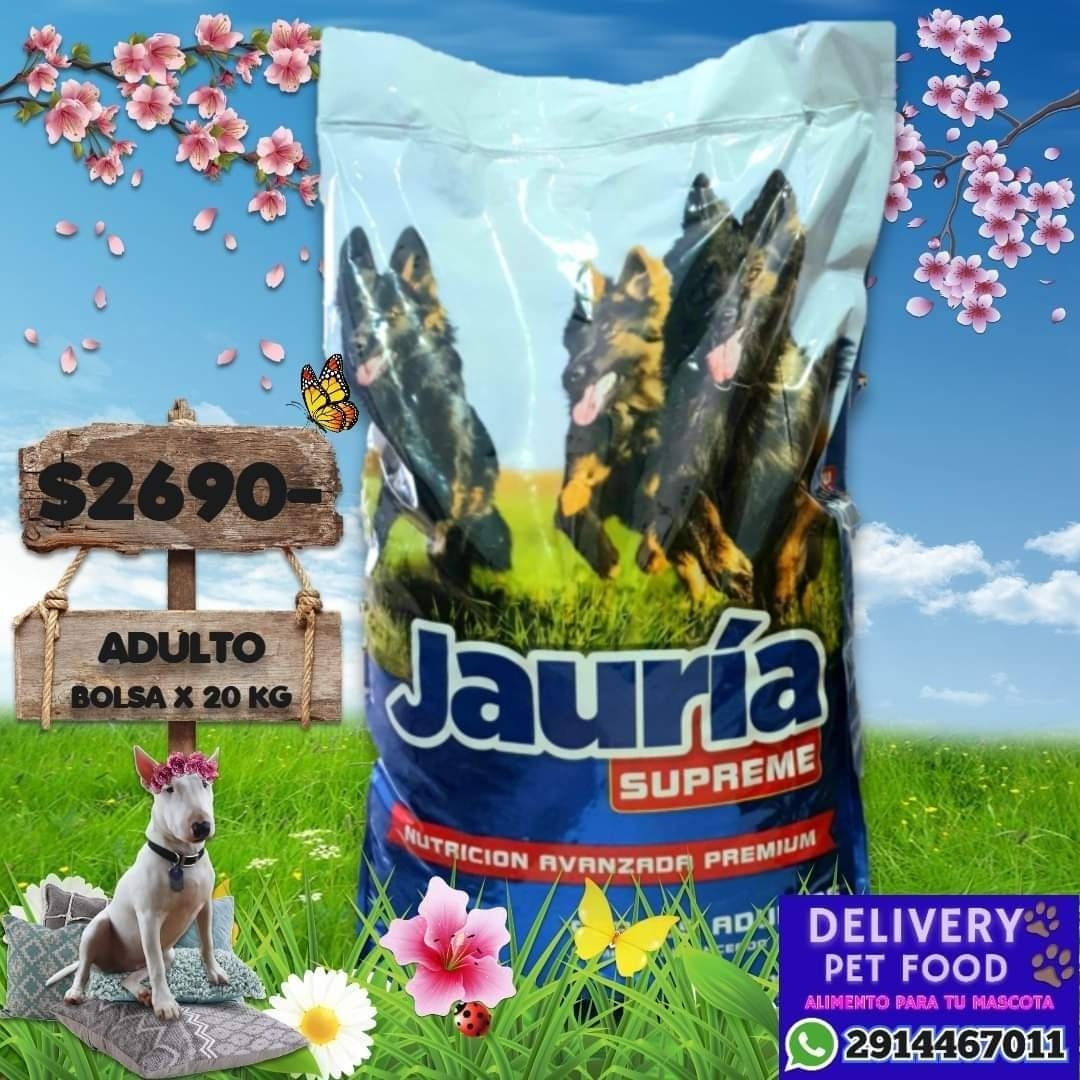 $2690-
ADULTO
BOLSA X 20 KG
Jauría
SUPREME
NUTRICION AVANZADA PREMIUM
DELIVERY
PET FOOD
ALIMENTO PARA TU MASCOTA
2914467011